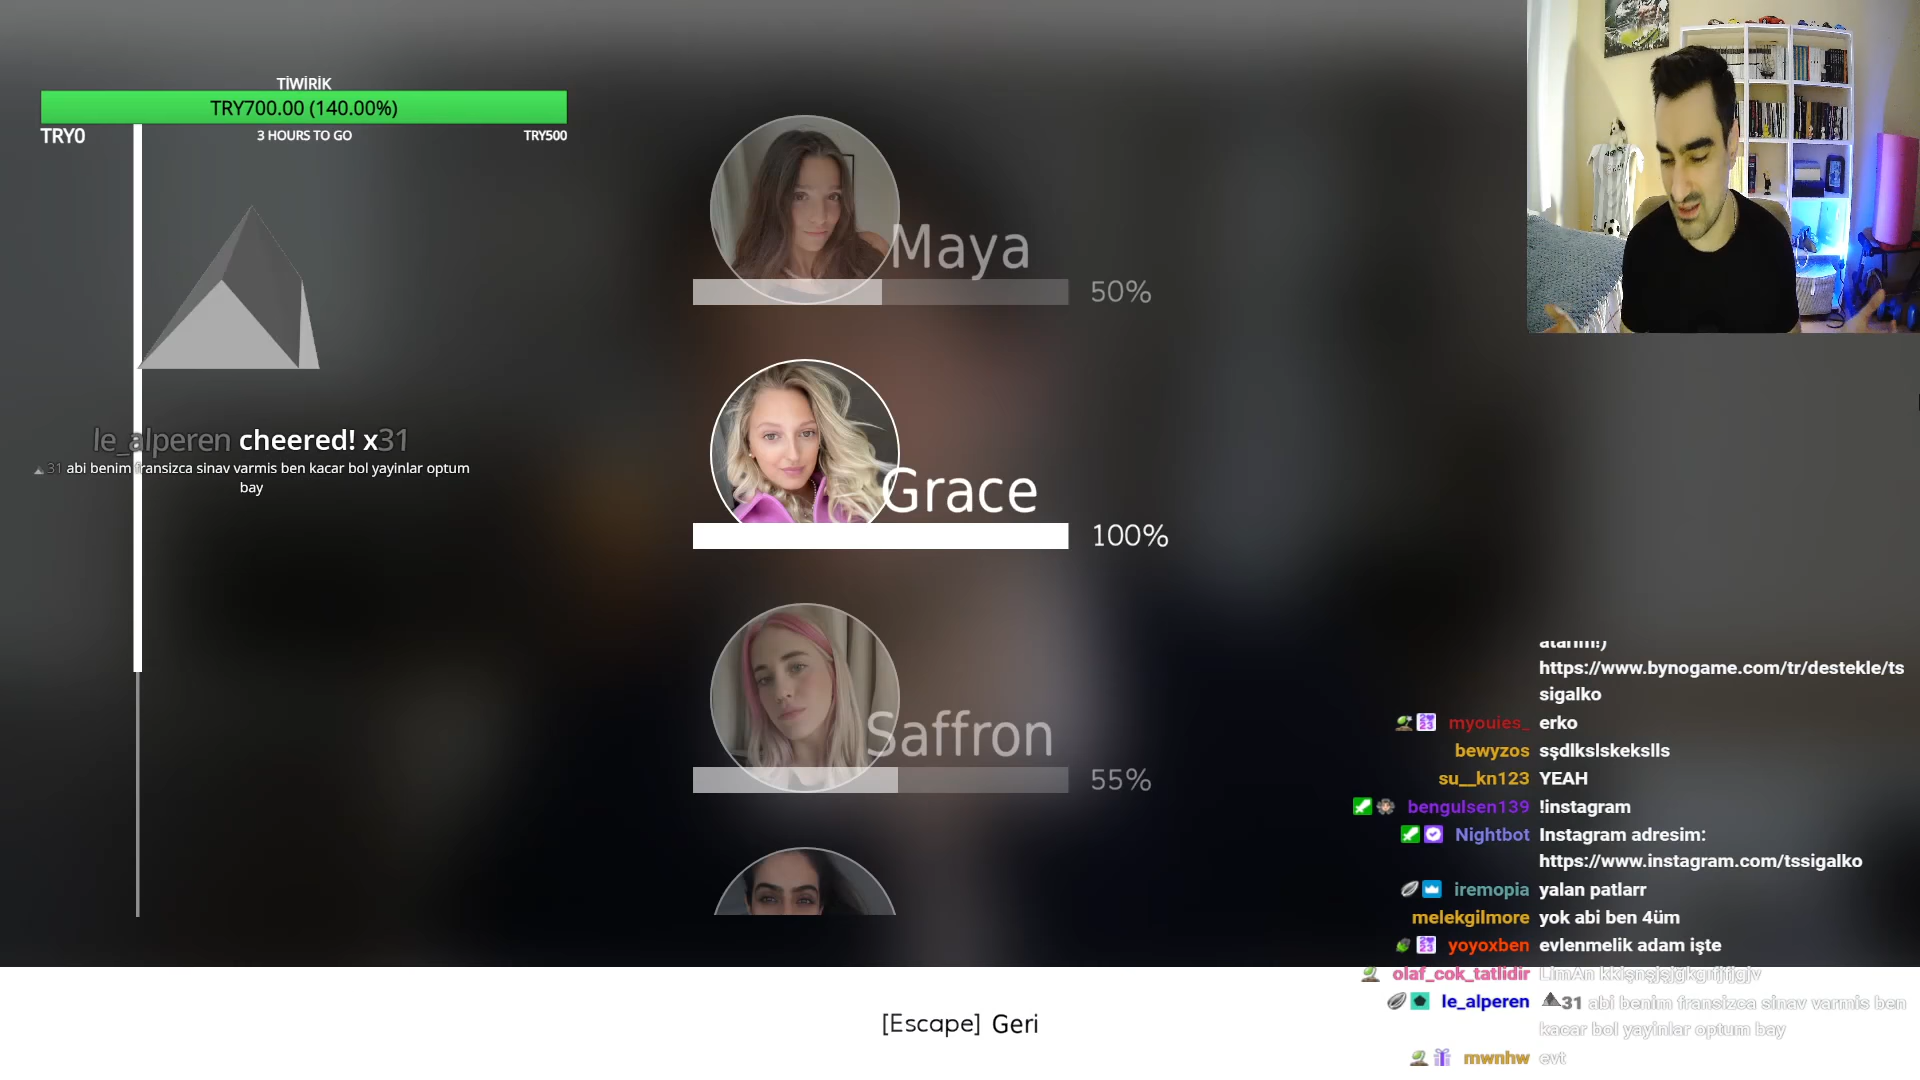 TİWİRİK
TRY700.00 (140.00%)
TRY0
3 HOURS TO GO
TRY500
le_alperen cheered! x31
31 abi benim fransizca sinav varmis ben kacar bol yayinlar optum
bay
Maya
50%
Grace
100%
Saffron
55%
[Escape] Geri
atarım!)
https://www.bynogame.com/tr/destekle/ts
sigalko
myouies_ erko
bewyzos sşdlkslskekslls
su__kn123 YEAH
bengulsen139 !instagram
Nightbot Instagram adresim:
https://www.instagram.com/tssigalko
iremopia yalan patlarr
melekgilmore yok abi ben 4üm
yoyoxben evlenmelik adam işte
olaf_cok_tatlidir LimAn
le_alperen 31 abi benim fransizca sinav varmis ben
kacar bol yayinlar optum bay
mwnhw evt